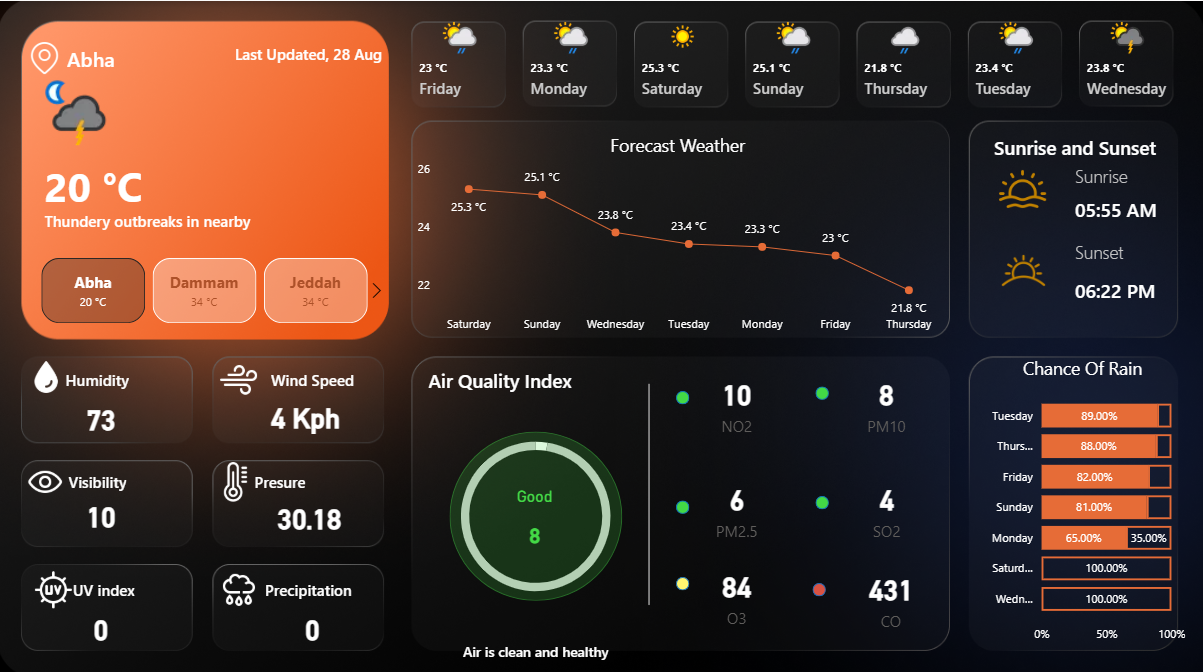 Abha
Last Updated, 28 Aug
20 °C
Thundery outbreaks in nearby
Abha
20 °C
Dammam
34 °C
Jeddah
34 °C
23 °C
Friday
23.3 °C
Monday
25.3 °C
Saturday
25.1 °C
Sunday
21.8 °C
Thursday
23.4 °C
Tuesday
23.8 °C
Wednesday
Forecast Weather
26
24
22
25.3 °C
25.1 °C
23.8 °C
23.4 °C
23.3 °C
23 °C
21.8 °C
Saturday Sunday Wednesday Tuesday Monday Friday Thursday
Sunrise and Sunset
Sunrise
05:55 AM
Sunset
06:22 PM
Humidity
73
Wind Speed
4 Kph
Visibility
10
Presure
30.18
UV
UV index
0
Precipitation
0
Air Quality Index
Good
8
Air is clean and healthy
10
NO2
8
PM10
6
PM2.5
4
SO2
84
O3
431
CO
Chance Of Rain
Tuesday 89.00%
Thurs... 88.00%
Friday 82.00%
Sunday 81.00%
Monday 65.00% 35.00%
Saturd... 100.00%
Wedn... 100.00%
0% 50% 100%